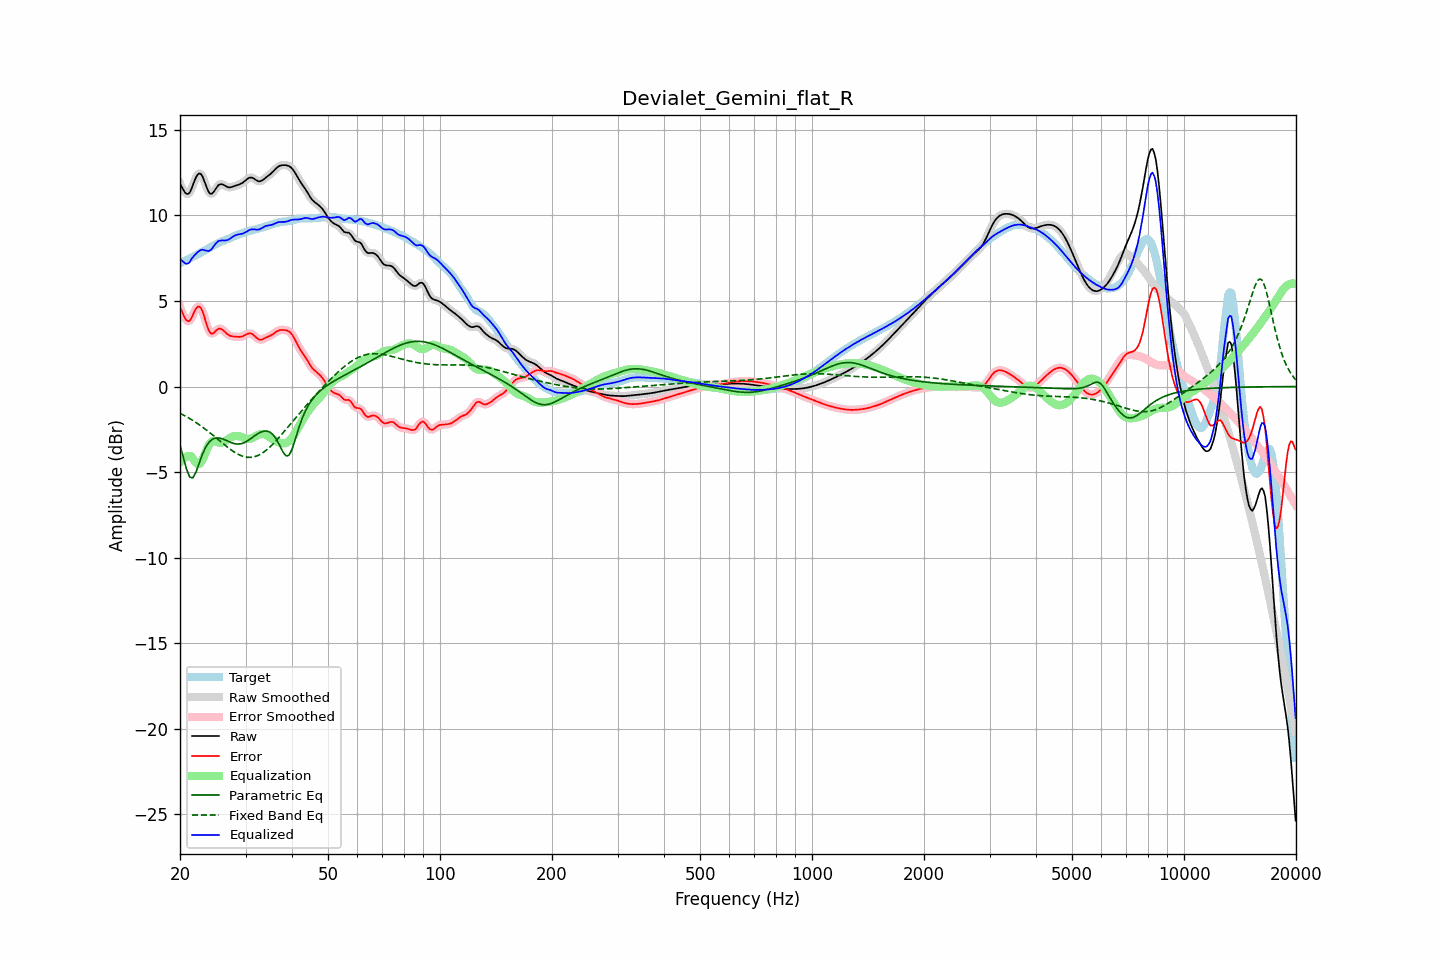 Devialet_Gemini_flat_R
Amplitude (dBr)
15
10
5
0
−5
−10
−15
−20
−25
Target
Raw Smoothed
Error Smoothed
Raw
Error
Equalization
Parametric Eq
Fixed Band Eq
Equalized
20 50 100 200 500 1000 2000 5000 10000 20000
Frequency (Hz)